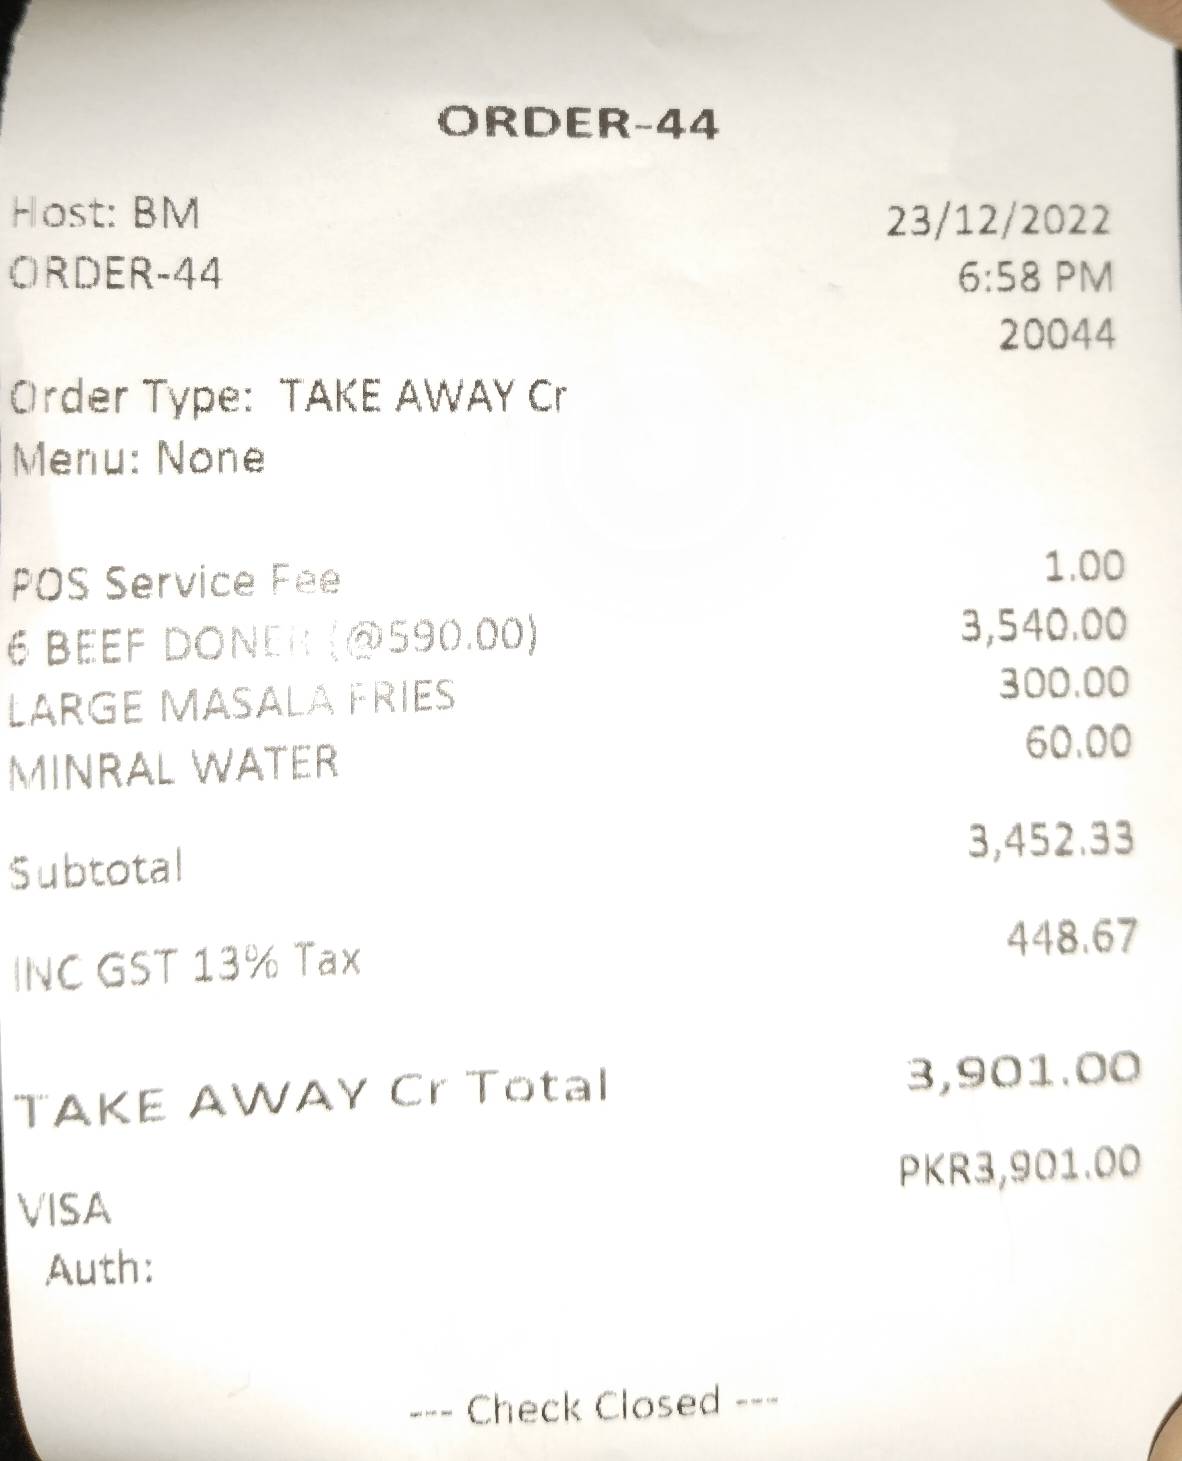 ORDER-44
Host: BM 23/12/2022
ORDER-44 6:58 PM
20044
Order Type: TAKE AWAY Cr
Menu: None
POS Service Fee 1.00
6 BEEF DONER (@590.00) 3,540.00
LARGE MASALA FRIES 300.00
MINRAL WATER 60.00
Subtotal 3,452.33
INC GST 13% Tax 448.67
TAKE AWAY Cr Total 3,901.00
VISA PKR3,901.00
Auth:
--- Check Closed ---